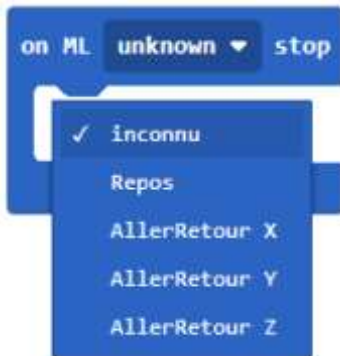 on ML unknown stop
✓ inconnu
Repos
AllerRetour X
AllerRetour Y
AllerRetour Z